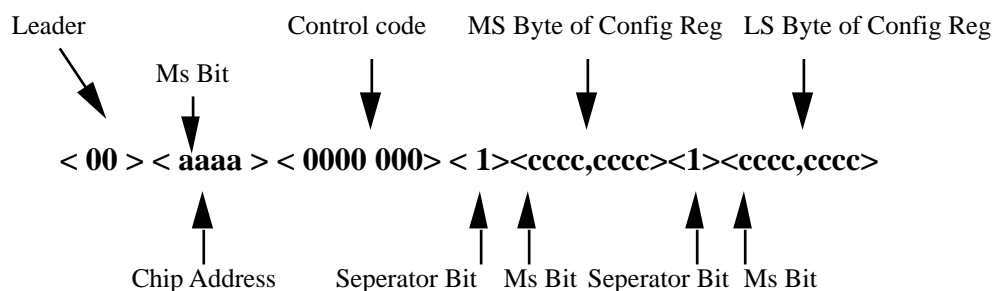 Leader Control code MS Byte of Config Reg LS Byte of Config Reg
Ms Bit
< 00 > < aaaa > < 0000 000> < 1><cccc,cccc><1><cccc,cccc>
Chip Address Seperator Bit Ms Bit Seperator Bit Ms Bit